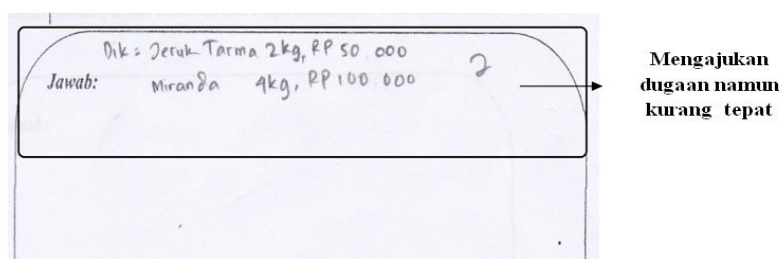 Dik : Jeruk Tarma 2kg, RP 50.000
2
Jawab: Miranda 4kg, RP 100.000
Mengajukan
dugaan namun
kurang tepat